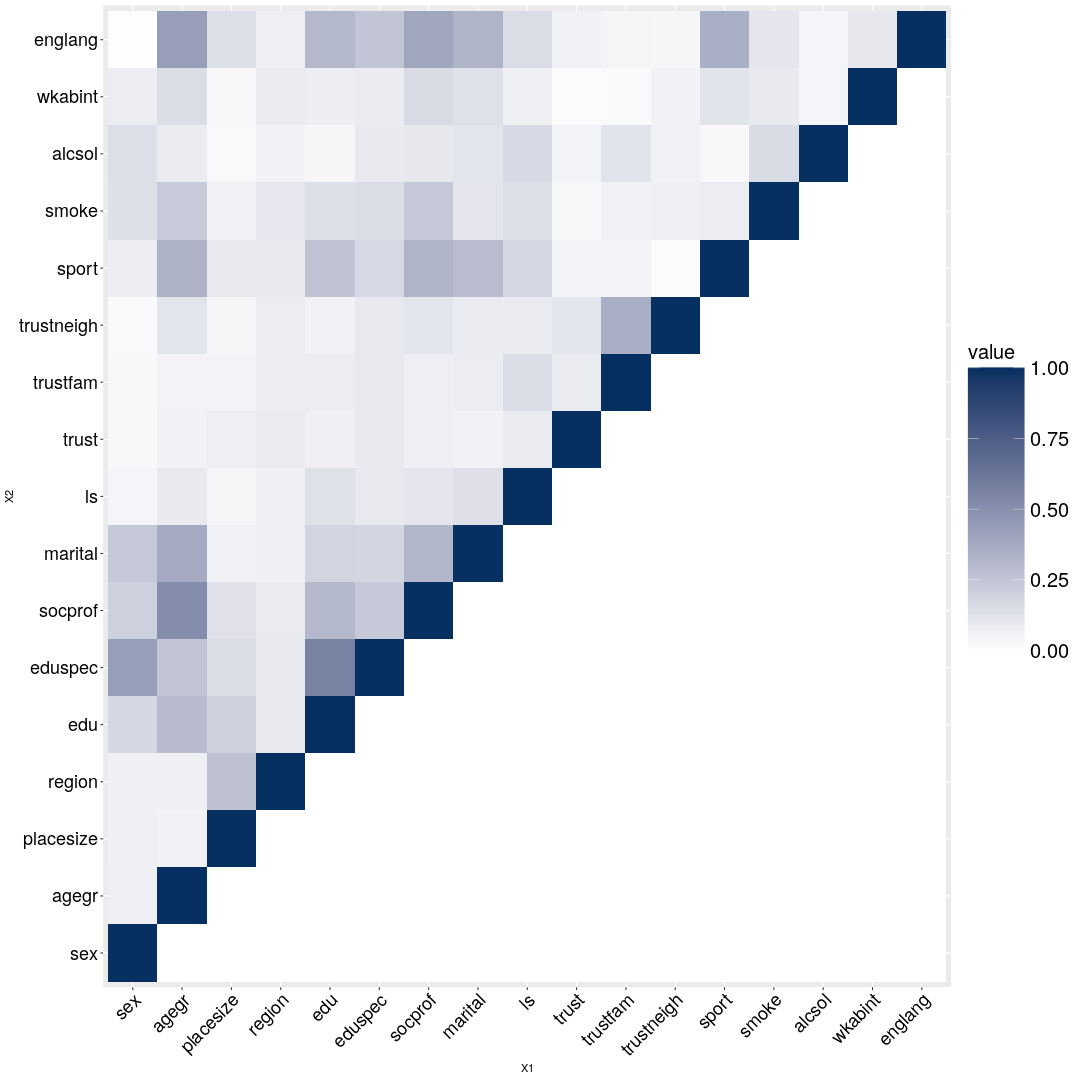 englang
wkabint
alcsol
smoke
sport
trustneigh
trustfam
trust
ls
marital
socprof
eduspec
edu
region
placesize
agegr
sex
X2
sex
agegr
placesize
region
edu
eduspec
socprof
marital
ls
trust
trustfam
trustneigh
sport
smoke
alcsol
wkabint
englang
X1
value
1.00
0.75
0.50
0.25
0.00